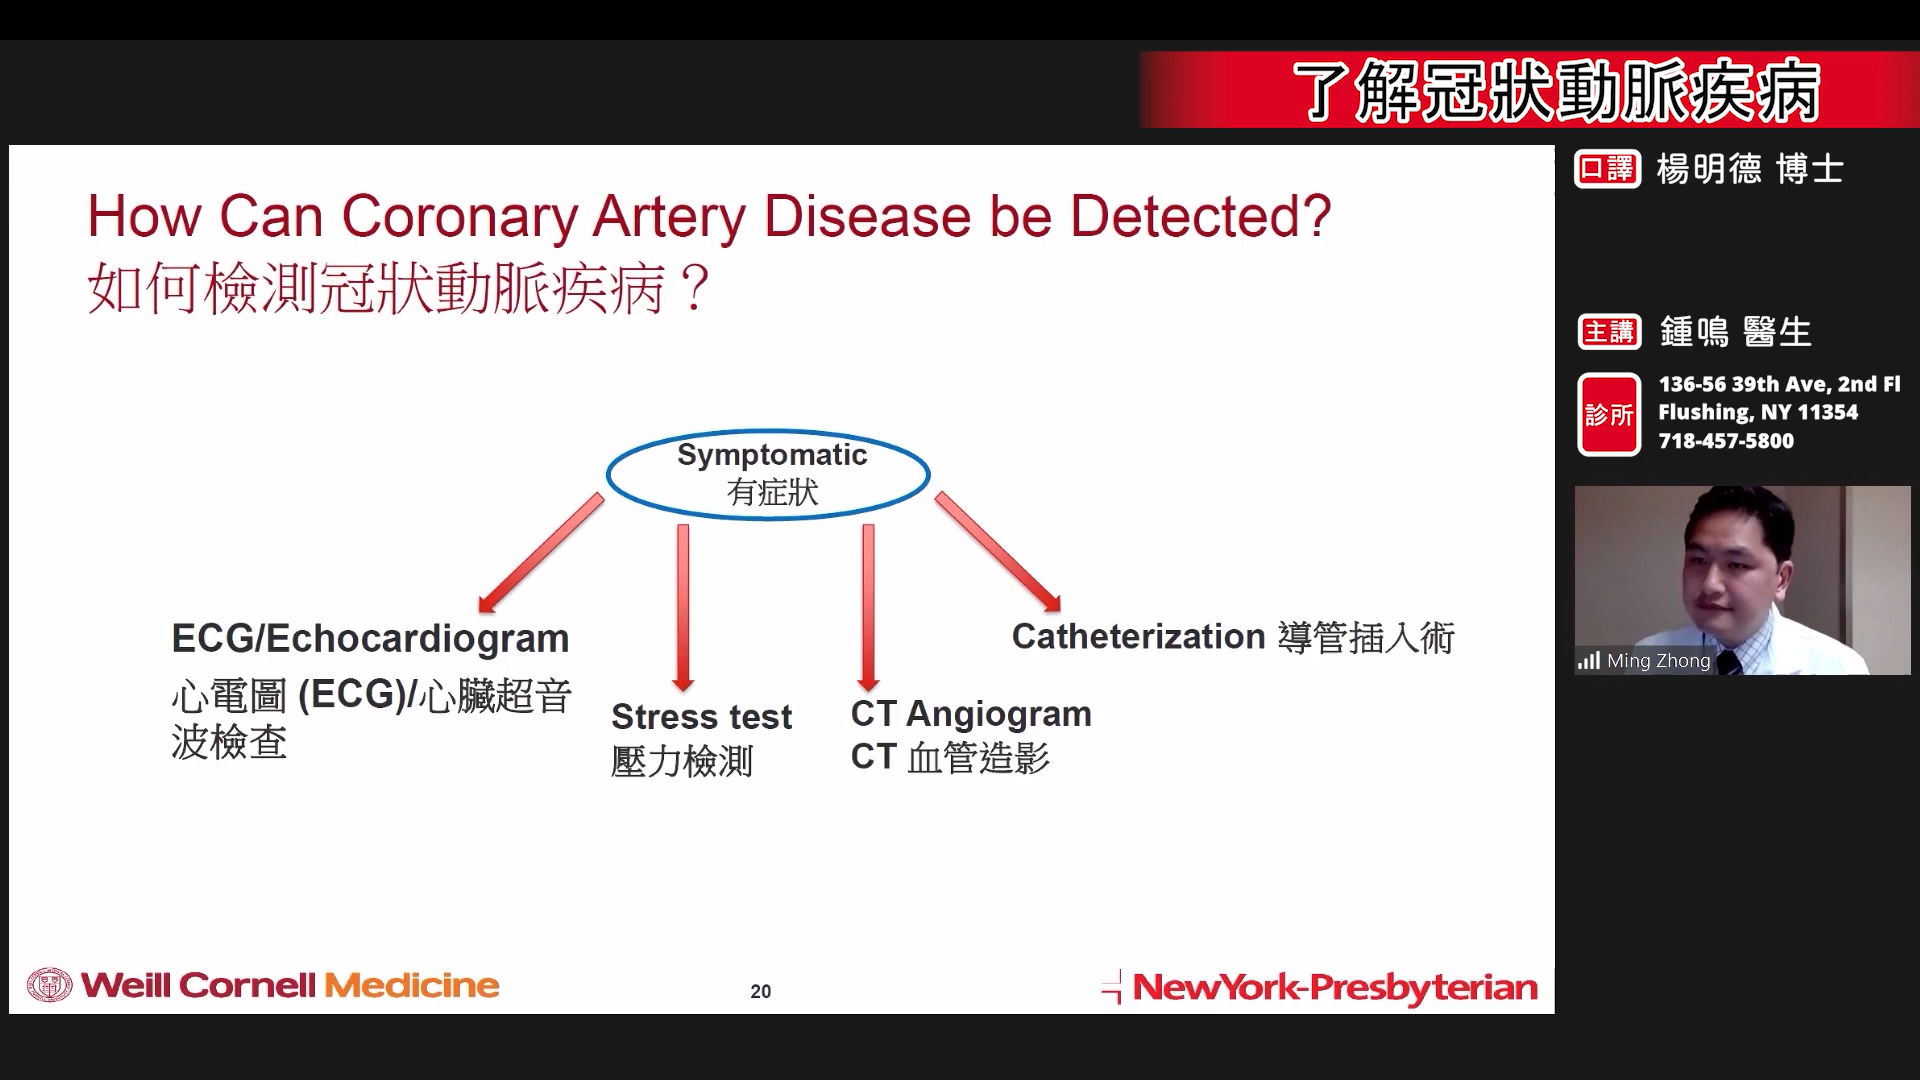 了解冠狀動脈疾病
口譯 楊明德 博士
主講 鍾鳴 醫生
診所
136-56 39th Ave, 2nd Fl
Flushing, NY 11354
718-457-5800
Ming Zhong
How Can Coronary Artery Disease be Detected?
如何檢測冠狀動脈疾病？
Symptomatic
有症狀
ECG/Echocardiogram
心電圖 (ECG)/心臟超音
波檢查
Stress test
壓力檢測
CT Angiogram
CT 血管造影
Catheterization 導管插入術
Weill Cornell Medicine
20
NewYork-Presbyterian